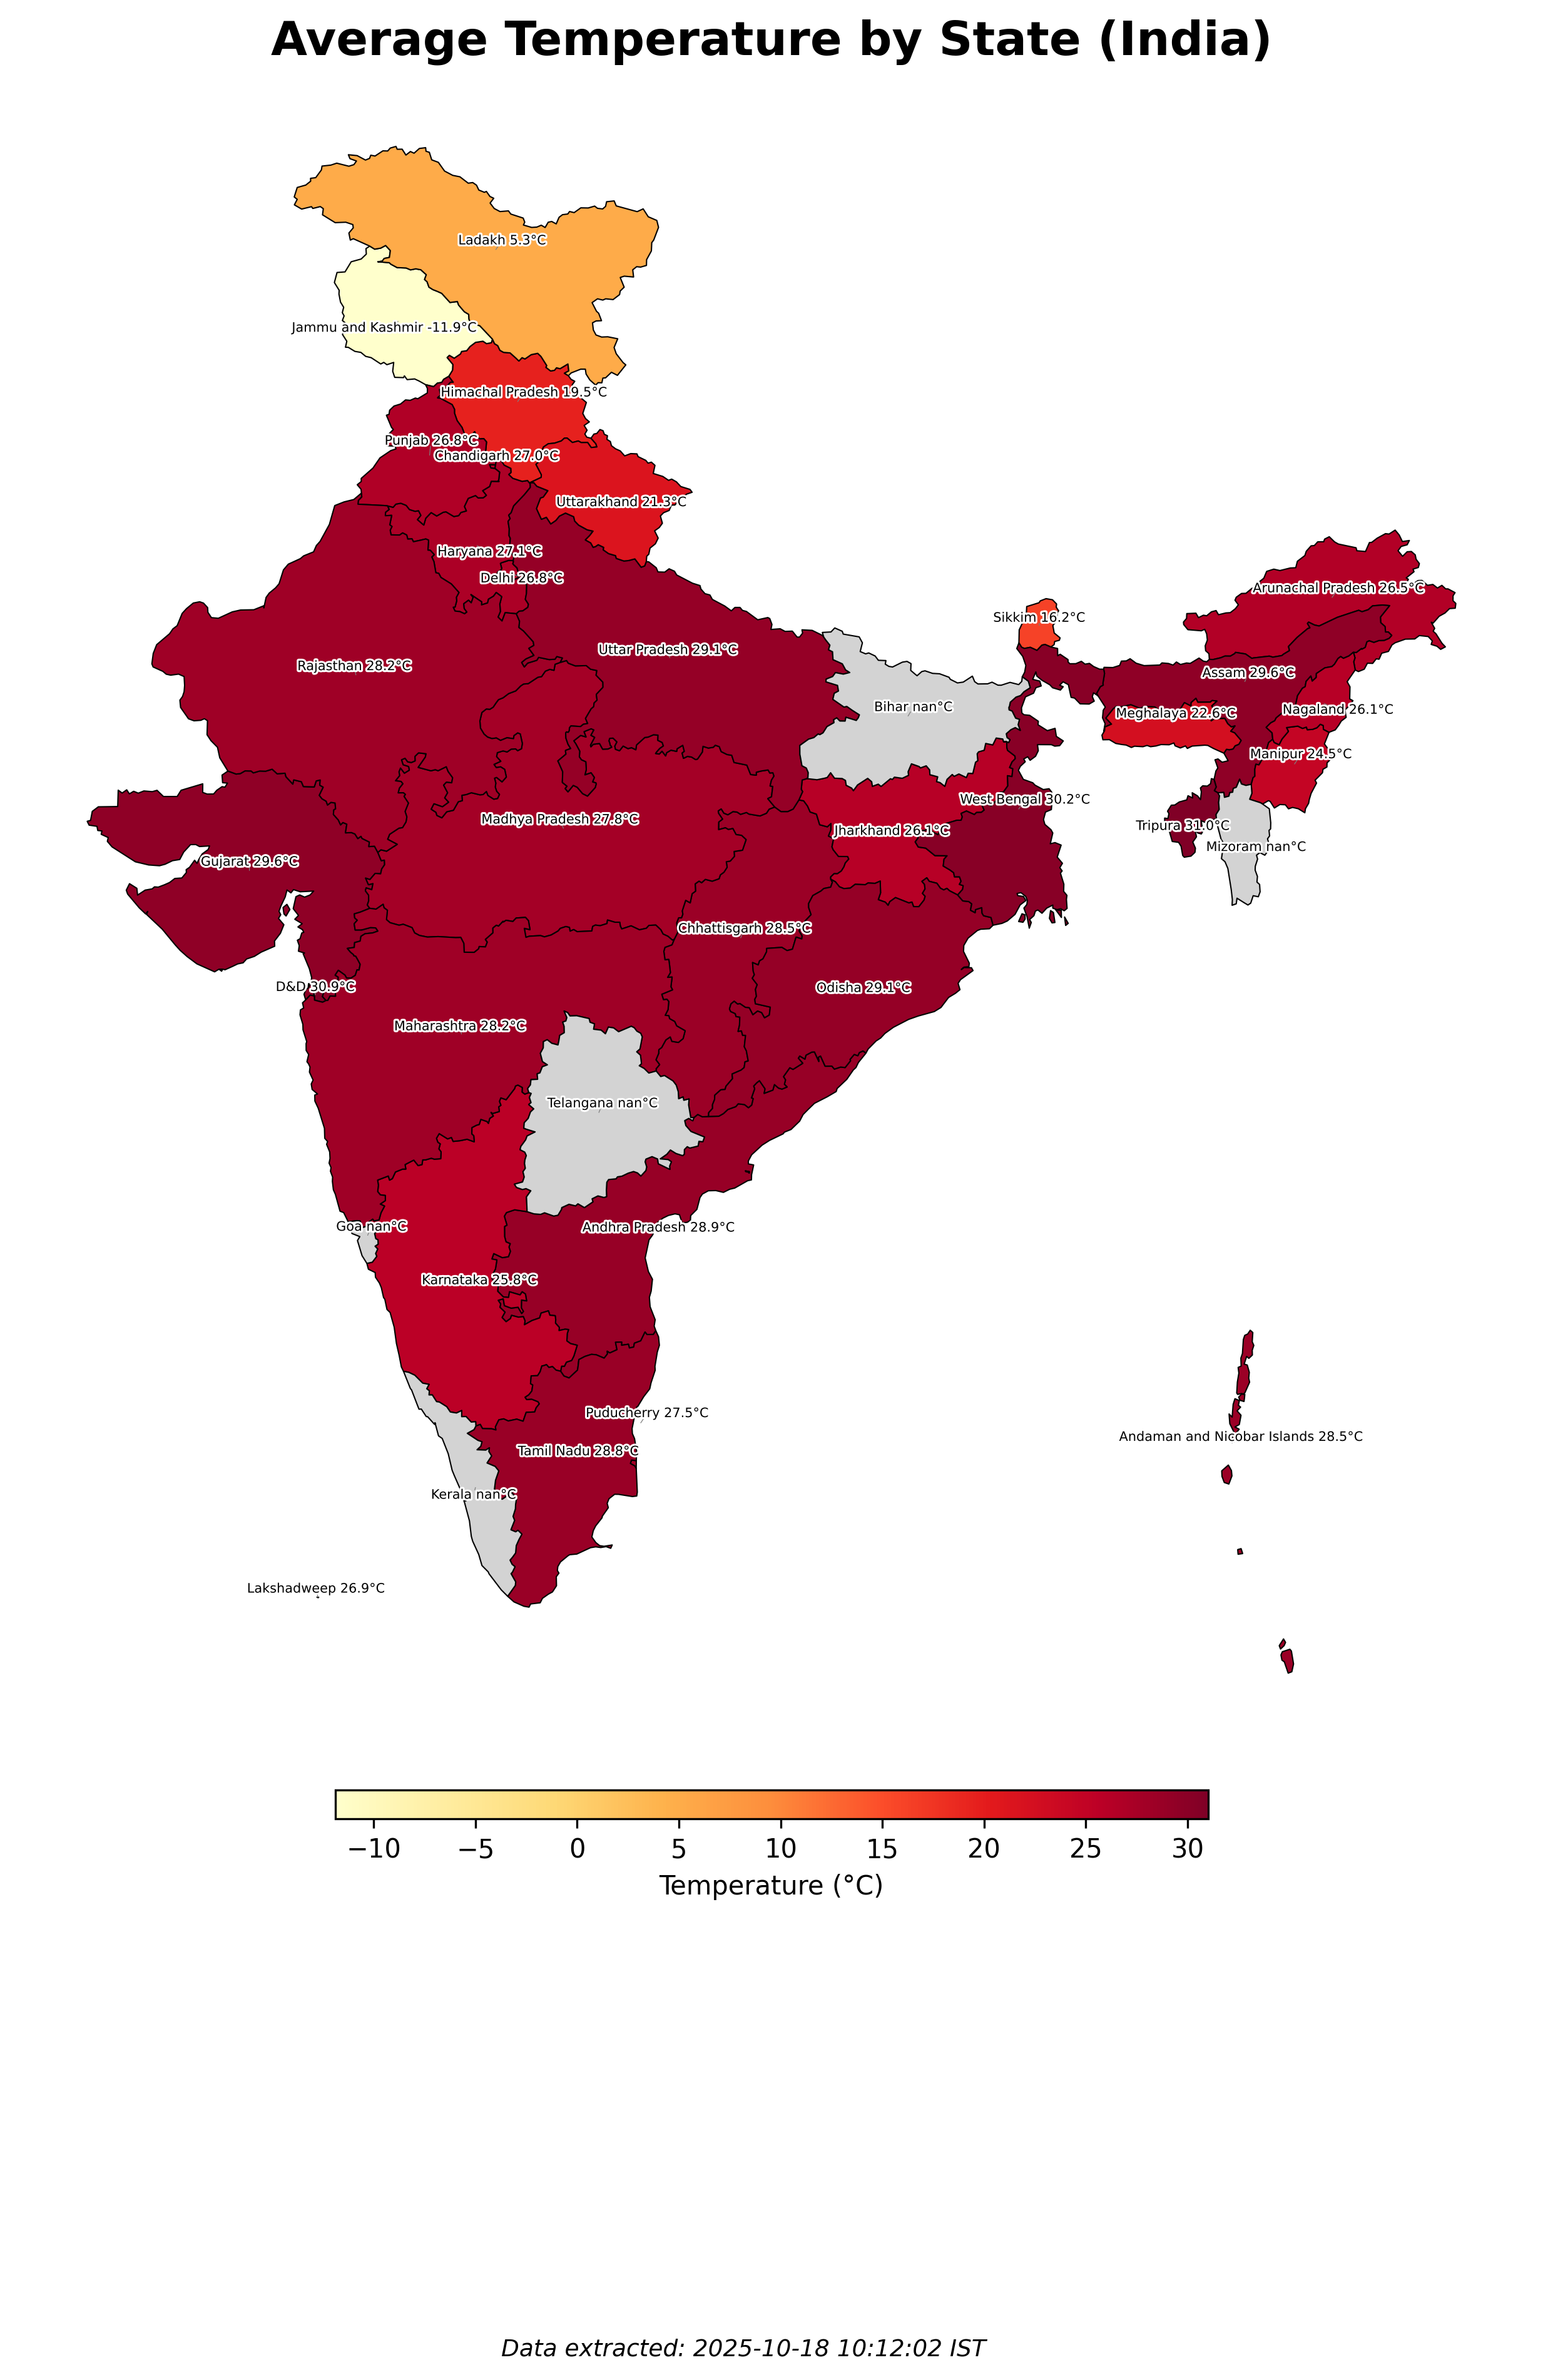 Average Temperature by State (India)
Ladakh 5.3°C
Jammu and Kashmir -11.9°C
Himachal Pradesh 19.5°C
Punjab 26.8°C
Chandigarh 27.0°C
Uttarakhand 21.3°C
Haryana 27.1°C
Delhi 26.8°C
Arunachal Pradesh 26.5°C
Sikkim 16.2°C
Uttar Pradesh 29.1°C
Rajasthan 28.2°C
Assam 29.6°C
Bihar nan°C
Nagaland 26.1°C
Meghalaya 22.6°C
Manipur 24.5°C
West Bengal 30.2°C
Madhya Pradesh 27.8°C
Tripura 31.0°C
Jharkhand 26.1°C
Mizoram nan°C
Gujarat 29.6°C
Chhattisgarh 28.5°C
D&D 30.9°C
Odisha 29.1°C
Maharashtra 28.2°C
Telangana nan°C
Goa nan°C
Andhra Pradesh 28.9°C
Karnataka 25.8°C
Puducherry 27.5°C
Andaman and Nicobar Islands 28.5°C
Tamil Nadu 28.8°C
Kerala nan°C
Lakshadweep 26.9°C
−10 −5 0 5 10 15 20 25 30
Temperature (°C)
Data extracted: 2025-10-18 10:12:02 IST